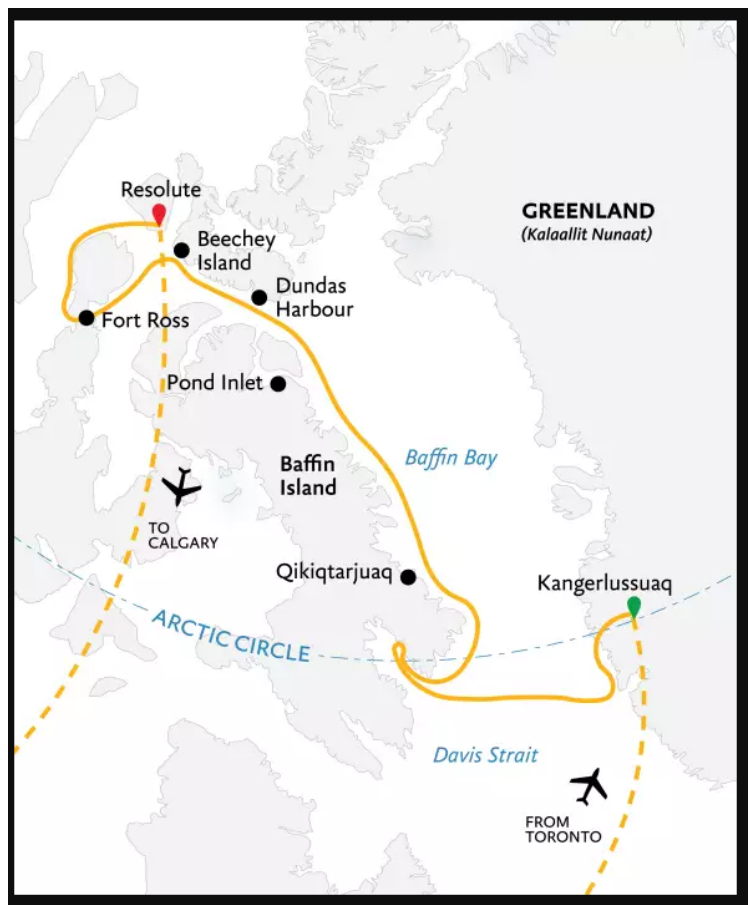 Resolute
GREENLAND
(Kalaallit Nunaat)
Beechey
Island
Dundas
Harbour
Fort Ross
Pond Inlet
Baffin
Island
Baffin Bay
TO
CALGARY
Qikiqtarjuaq
Kangerlussuaq
ARCTIC CIRCLE
Davis Strait
FROM
TORONTO